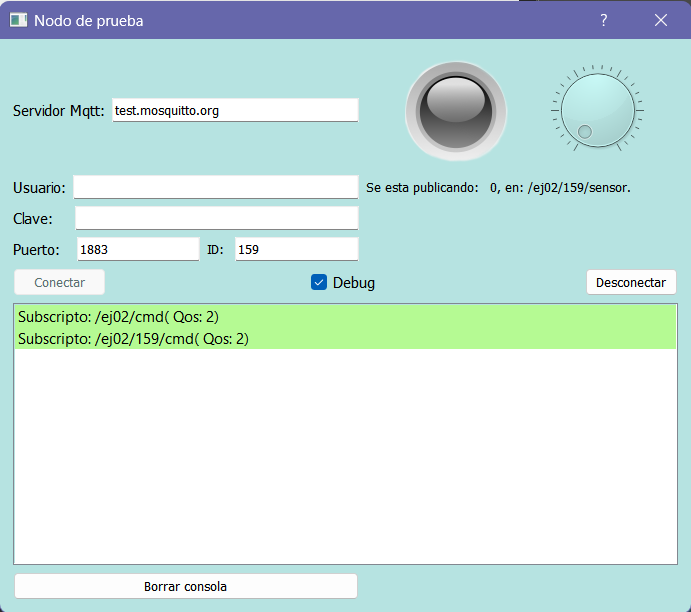 Nodo de prueba
?
Servidor Mqtt: test.mosquitto.org
Usuario:
Se esta publicando: 0, en: /ej02/159/sensor.
Clave:
Puerto: 1883 ID: 159
Conectar Debug Desconectar
Subscripto: /ej02/cmd( Qos: 2)
Subscripto: /ej02/159/cmd( Qos: 2)
Borrar consola